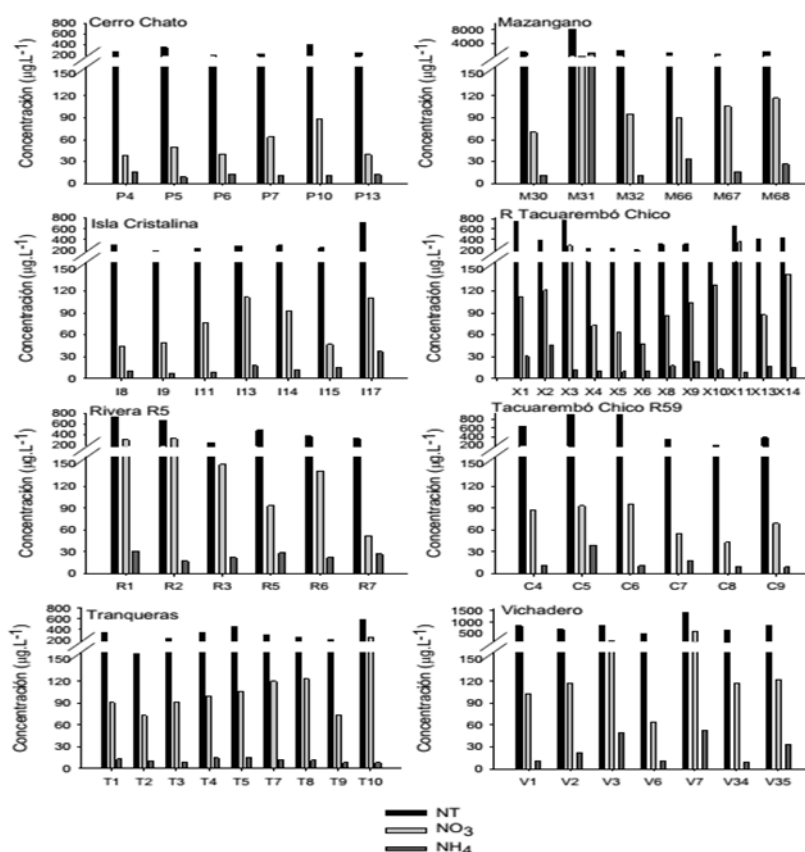 Cerro Chato
Concentración (µg.L⁻¹)
800
400
200
150
120
90
60
30
0
P4 P5 P6 P7 P10 P13
Mazangano
Concentración (µg.L⁻¹)
8000
4000
150
120
90
60
30
0
M30 M31 M32 M66 M67 M68
Isla Cristalina
Concentración (µg.L⁻¹)
800
600
400
200
150
120
90
60
30
0
I8 I9 I11 I13 I14 I15 I17
R Tacuarembó Chico
Concentración (µg.L⁻¹)
800
600
400
200
150
120
90
60
30
0
X1 X2 X3 X4 X5 X6 X8 X9 X10 X11 X13 X14
Rivera R5
Concentración (µg.L⁻¹)
800
600
400
200
150
120
90
60
30
0
R1 R2 R3 R5 R6 R7
Tacuarembó Chico R59
Concentración (µg.L⁻¹)
800
600
400
200
150
120
90
60
30
0
C4 C5 C6 C7 C8 C9
Tranqueras
Concentración (µg.L⁻¹)
800
600
400
200
150
120
90
60
30
0
T1 T2 T3 T4 T5 T7 T8 T9 T10
Vichadero
Concentración (µg.L⁻¹)
1500
1000
500
150
120
90
60
30
0
V1 V2 V3 V6 V7 V34 V35
NT
NO₃
NH₄